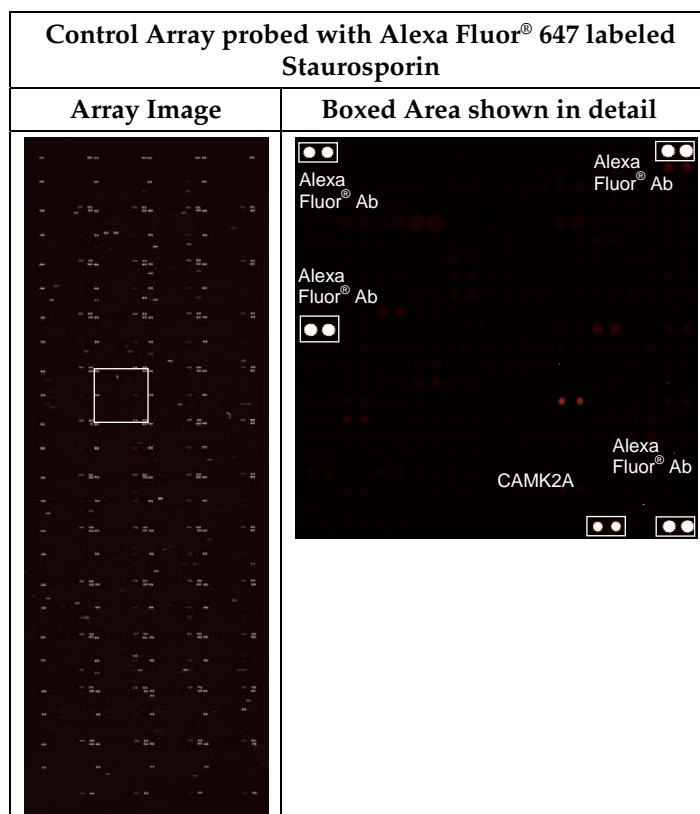 Control Array probed with Alexa Fluor® 647 labeled
Staurosporin
Array Image
Boxed Area shown in detail
Alexa
Fluor® Ab
Alexa
Fluor® Ab
Alexa
Fluor® Ab
Alexa
Fluor® Ab
CAMK2A